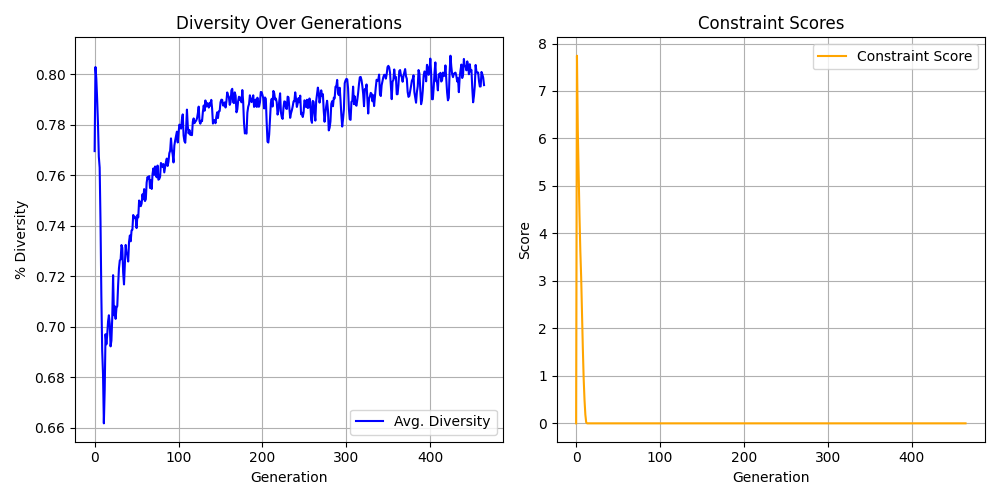 Diversity Over Generations
% Diversity
0.80
0.78
0.76
0.74
0.72
0.70
0.68
0.66
0 100 200 300 400
Generation
Avg. Diversity
Constraint Scores
Score
8
7
6
5
4
3
2
1
0
0 100 200 300 400
Generation
Constraint Score